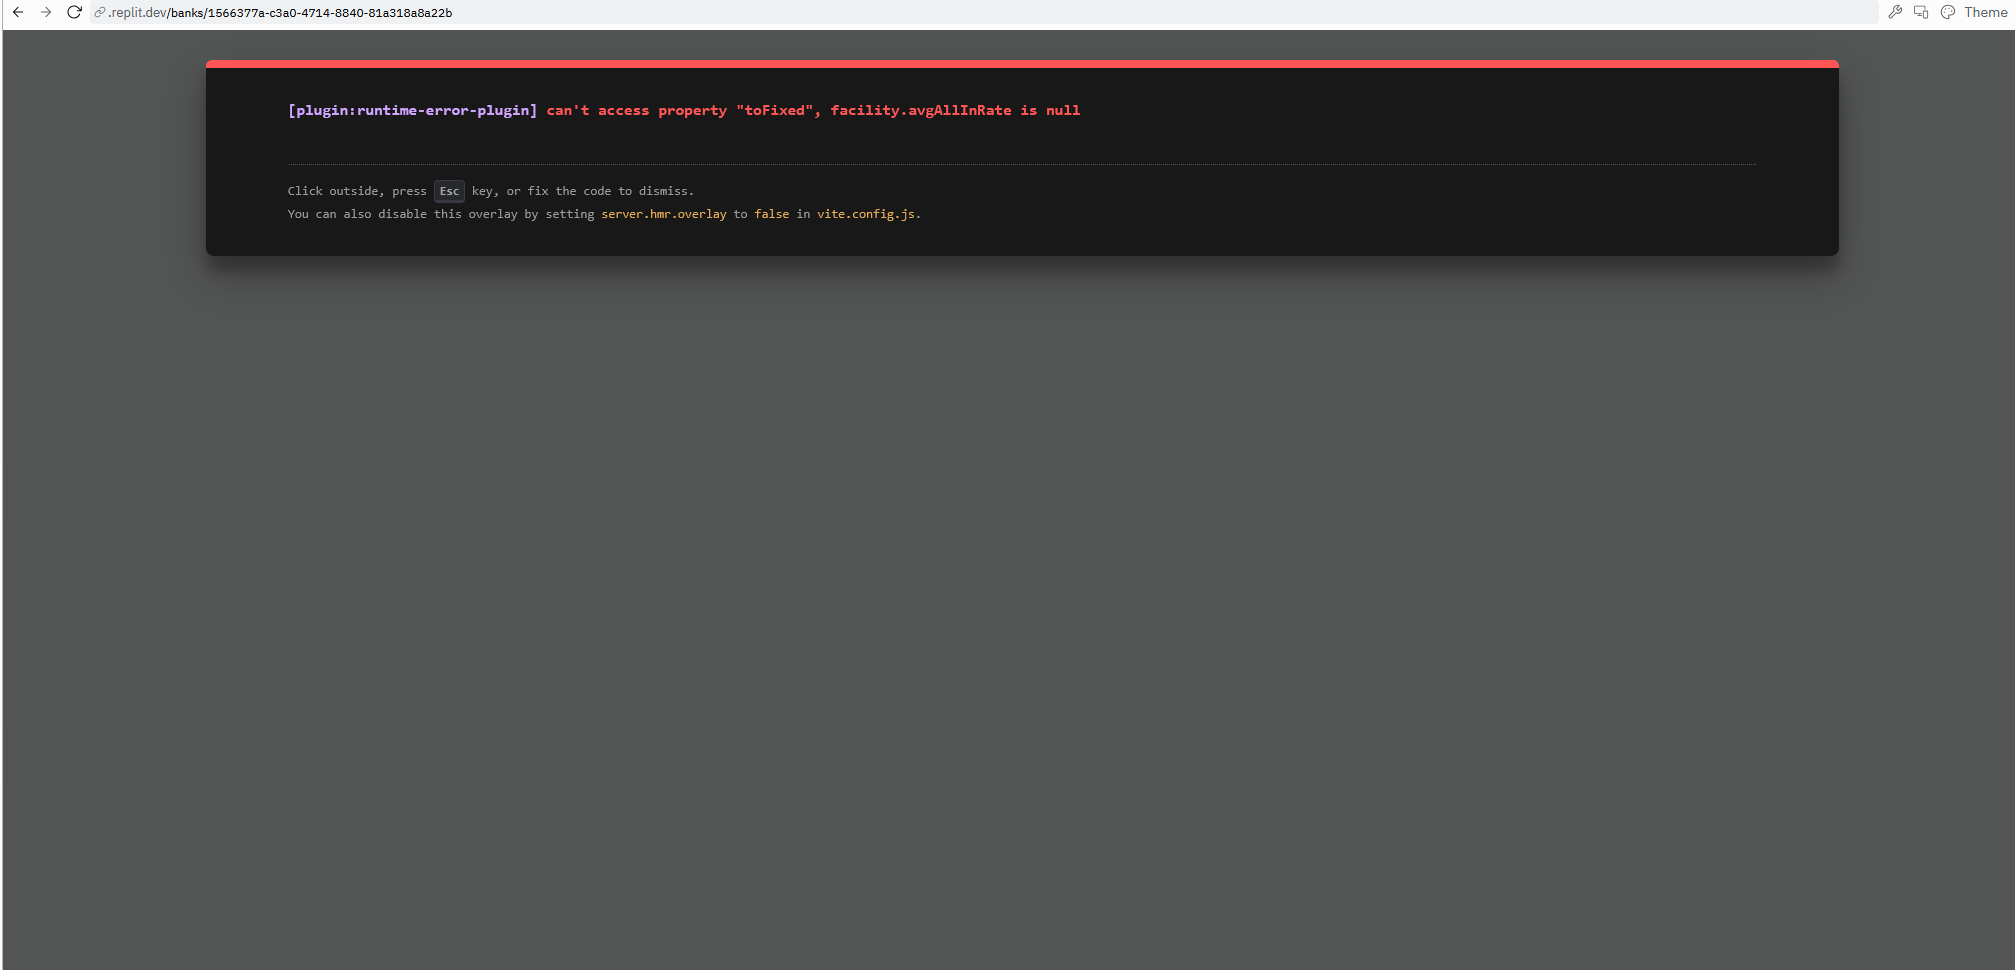 .replit.dev/banks/1566377a-c3a0-4714-8840-81a318a8a22b
Theme
[plugin:runtime-error-plugin] can't access property "toFixed", facility.avgAllInRate is null
Click outside, press Esc key, or fix the code to dismiss.
You can also disable this overlay by setting server.hmr.overlay to false in vite.config.js.